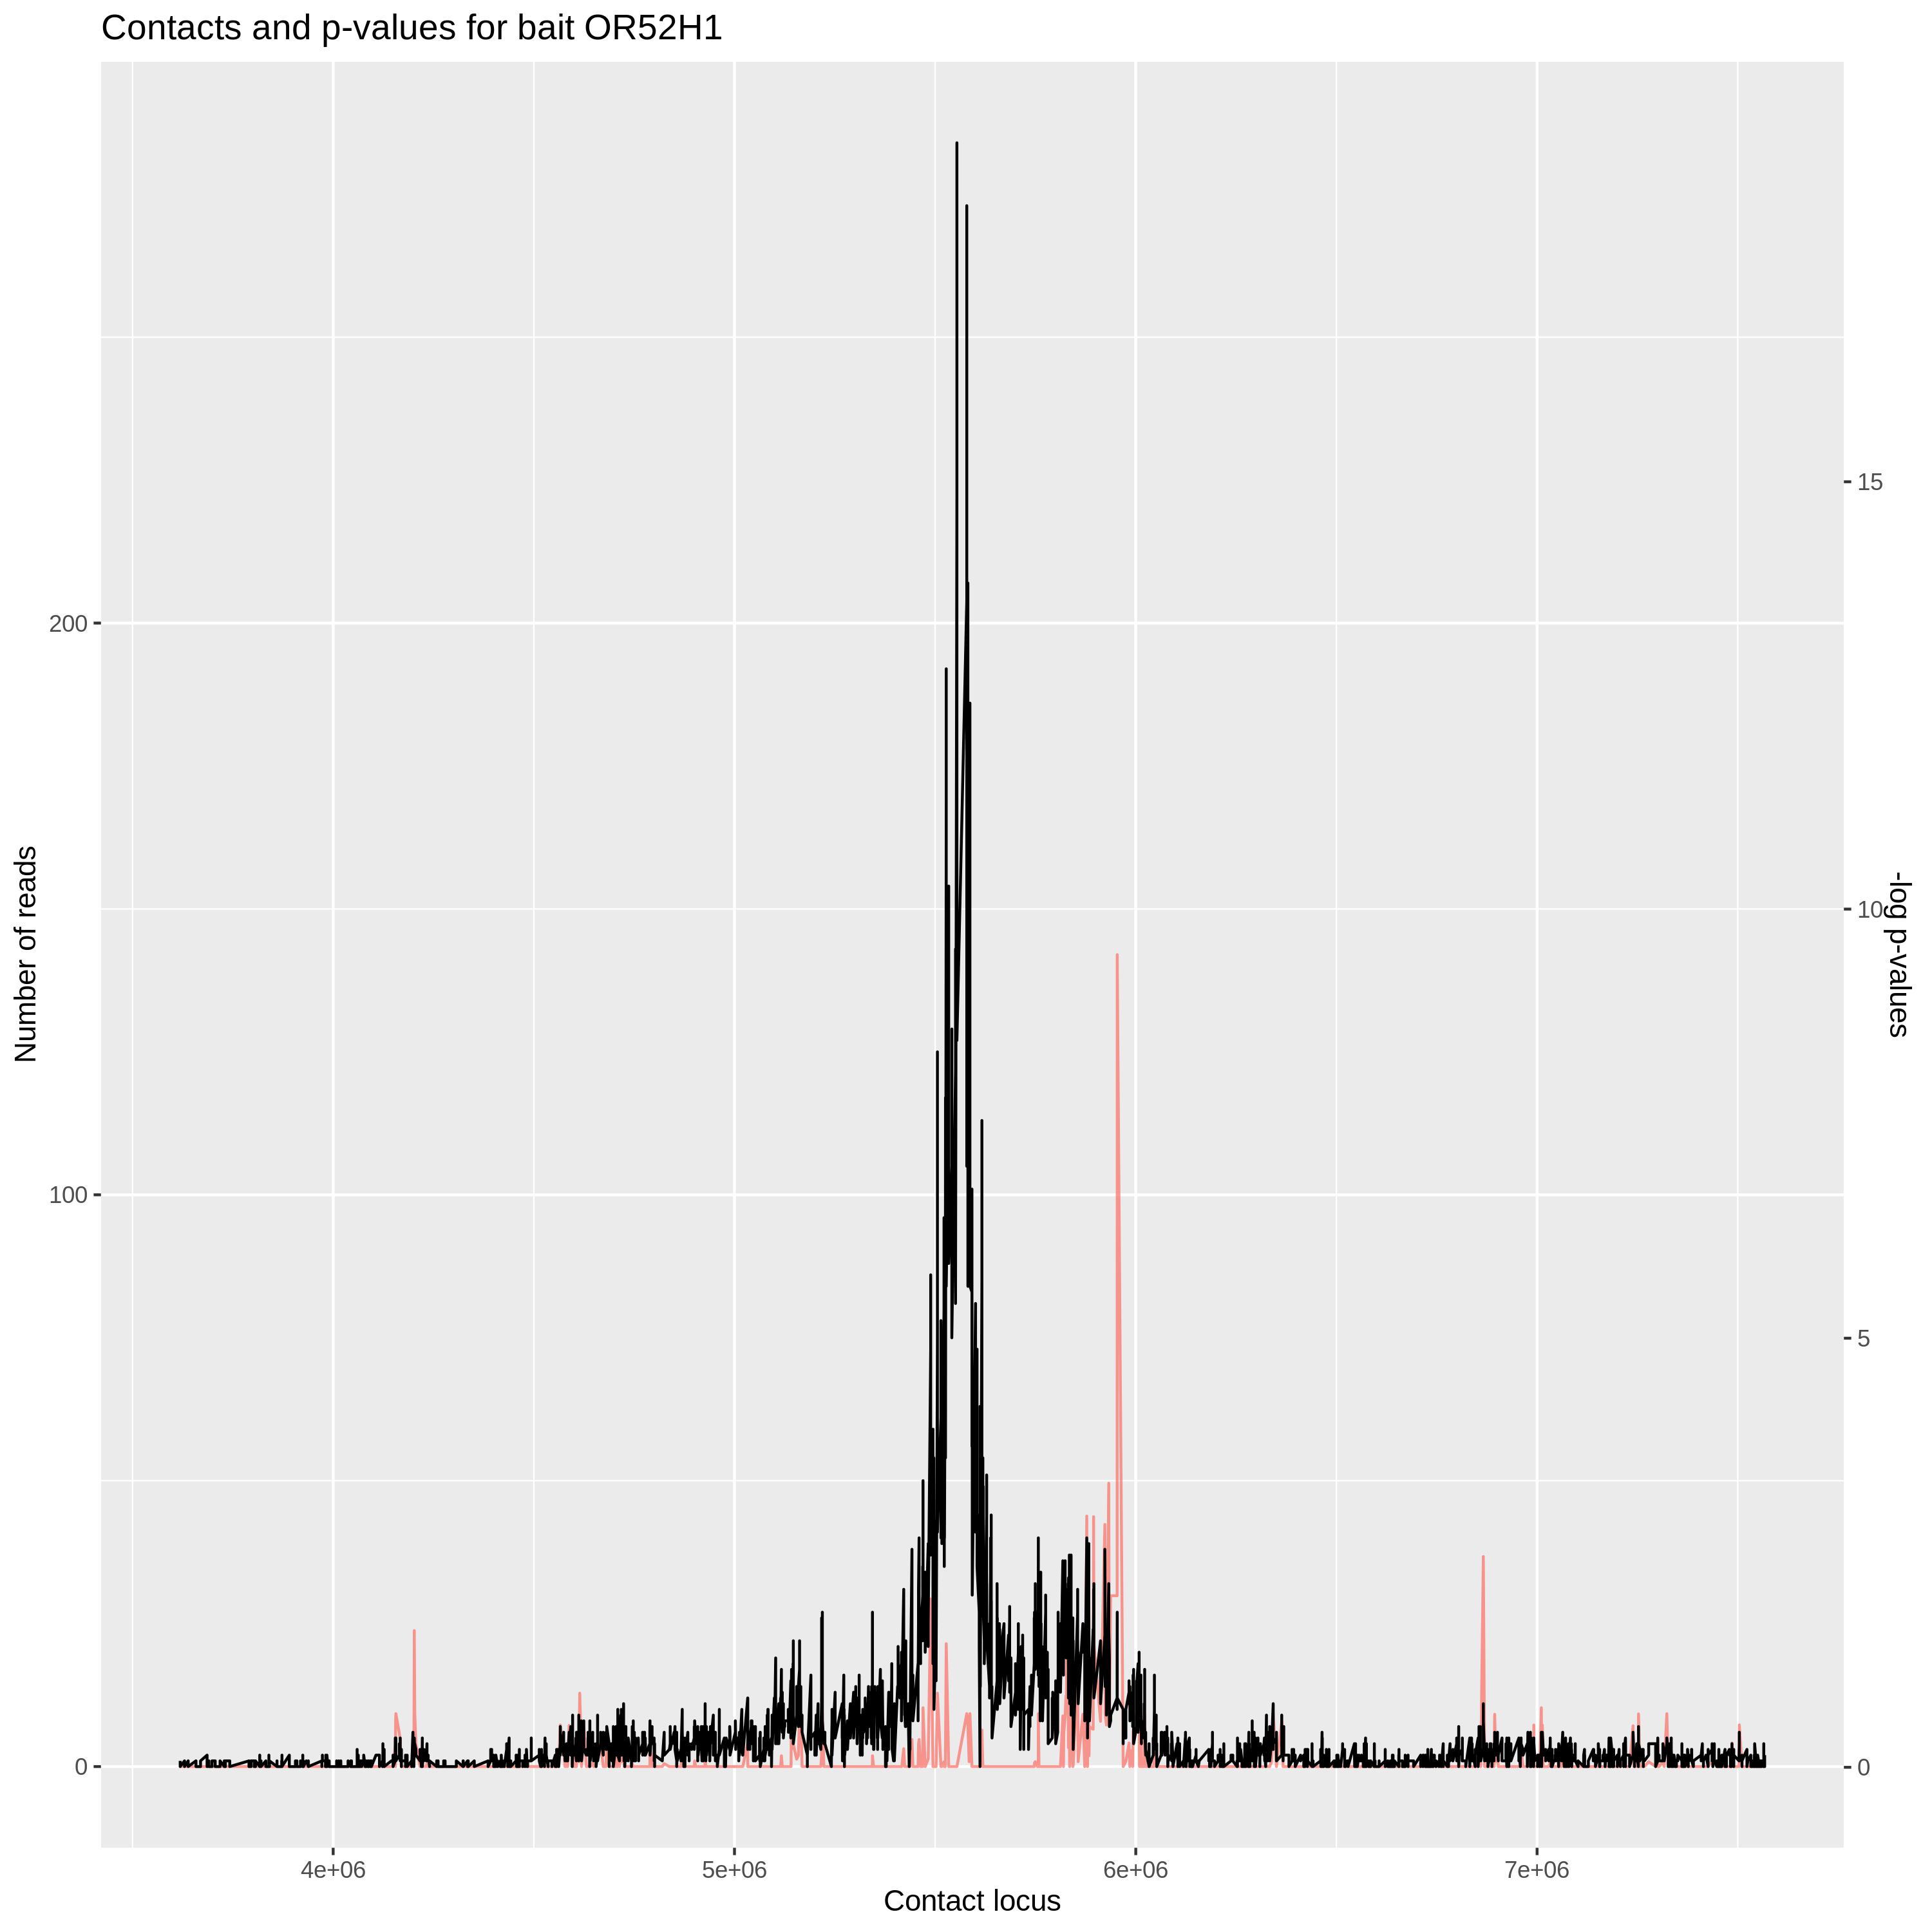 Contacts and p-values for bait OR52H1
Number of reads
200
100
0
15
10
5
0
-log p-values
4e+06
5e+06
6e+06
7e+06
Contact locus